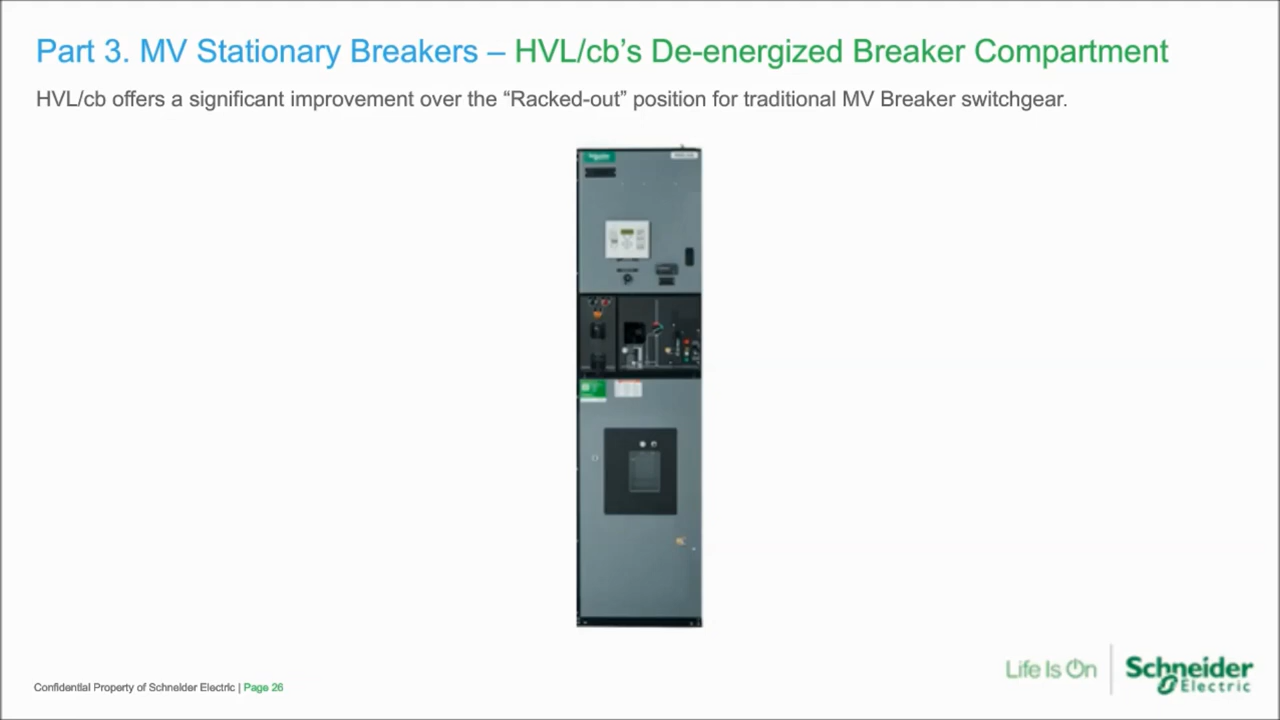 Part 3. MV Stationary Breakers – HVL/cb’s De-energized Breaker Compartment
HVL/cb offers a significant improvement over the “Racked-out” position for traditional MV Breaker switchgear.
Confidential Property of Schneider Electric | Page 26
Life Is On
Schneider
Electric